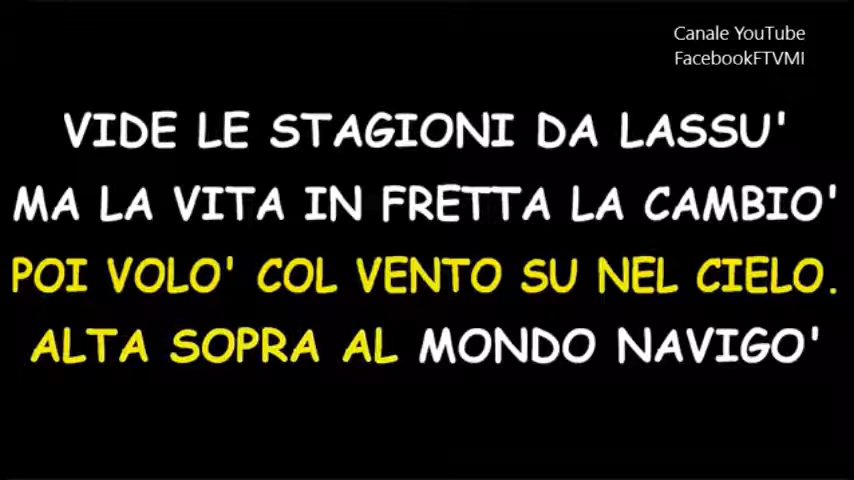 Canale YouTube
FacebookFTVMI
VIDE LE STAGIONI DA LASSU'
MA LA VITA IN FRETTA LA CAMBIO'
POI VOLO' COL VENTO SU NEL CIELO.
ALTA SOPRA AL MONDO NAVIGO'